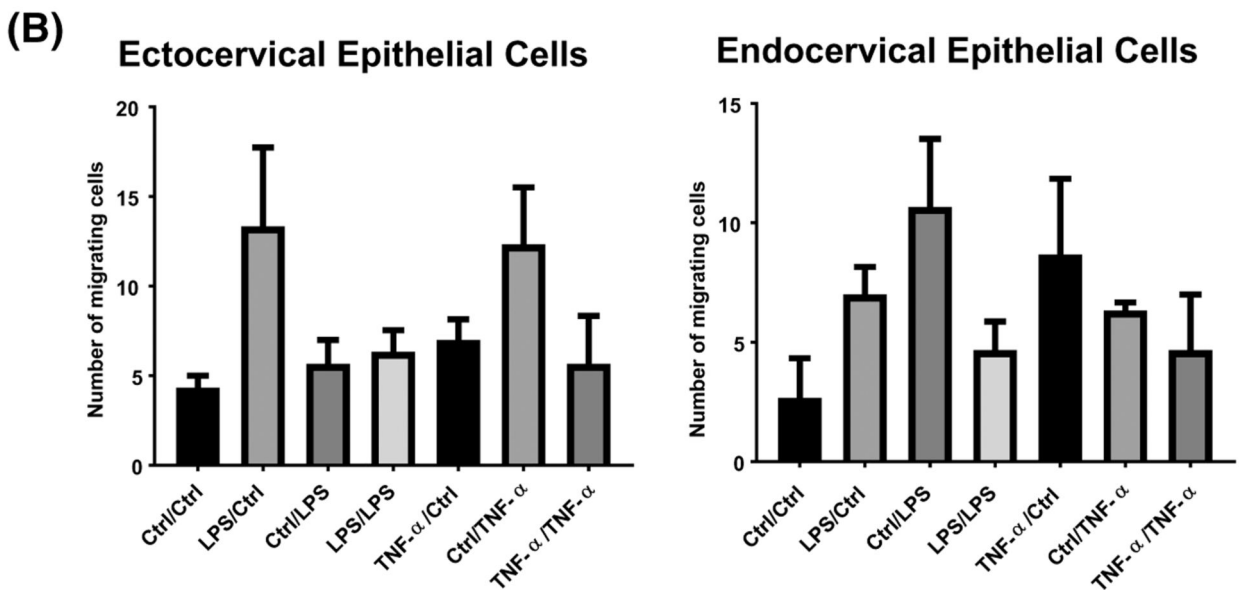 (B)
Ectocervical Epithelial Cells
Number of migrating cells
20
15
10
5
0
Ctrl/Ctrl
LPS/Ctrl
Ctrl/LPS
LPS/LPS
TNF-α/Ctrl
Ctrl/TNF-α
TNF-α/TNF-α
Endocervical Epithelial Cells
Number of migrating cells
15
10
5
0
Ctrl/Ctrl
LPS/Ctrl
Ctrl/LPS
LPS/LPS
TNF-α/Ctrl
Ctrl/TNF-α
TNF-α/TNF-α